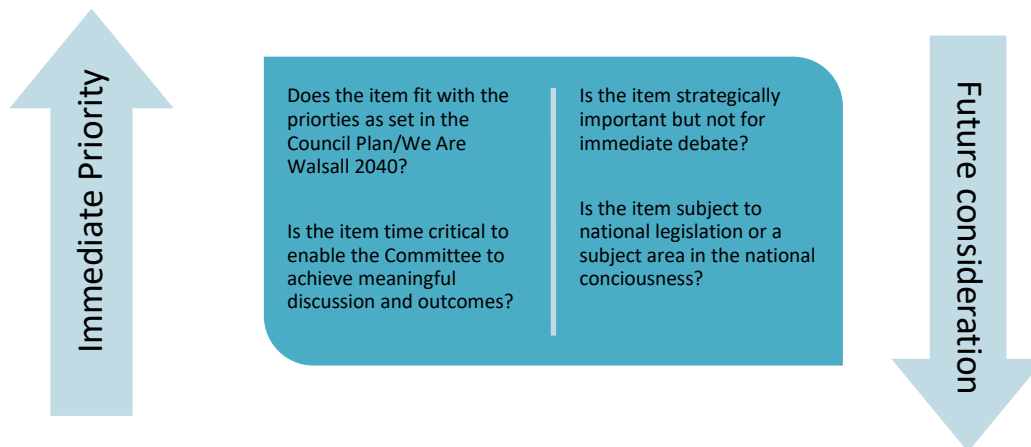 Immediate Priority
Does the item fit with the
priorties as set in the
Council Plan/We Are
Walsall 2040?
Is the item time critical to
enable the Committee to
achieve meaningful
discussion and outcomes?
Is the item strategically
important but not for
immediate debate?
Is the item subject to
national legislation or a
subject area in the national
conciousness?
Future consideration